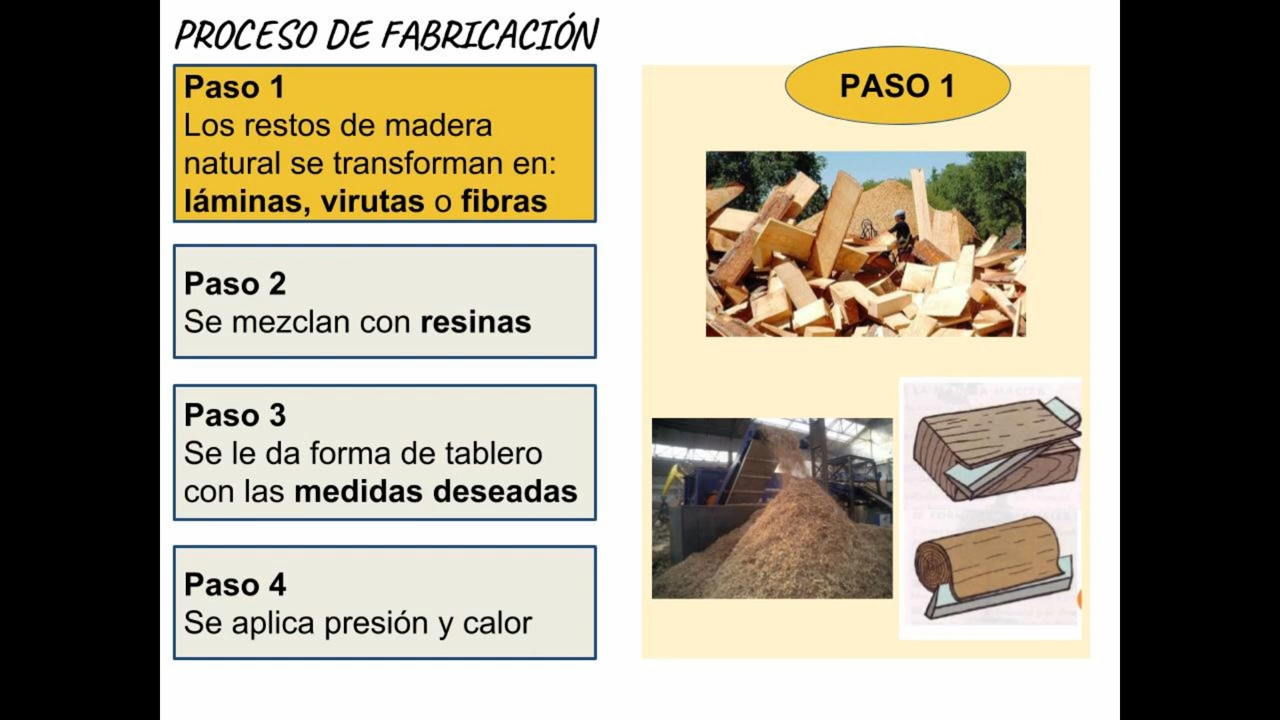 PROCESO DE FABRICACIÓN
Paso 1
Los restos de madera
natural se transforman en:
láminas, virutas o fibras
Paso 2
Se mezclan con resinas
Paso 3
Se le da forma de tablero
con las medidas deseadas
Paso 4
Se aplica presión y calor
PASO 1